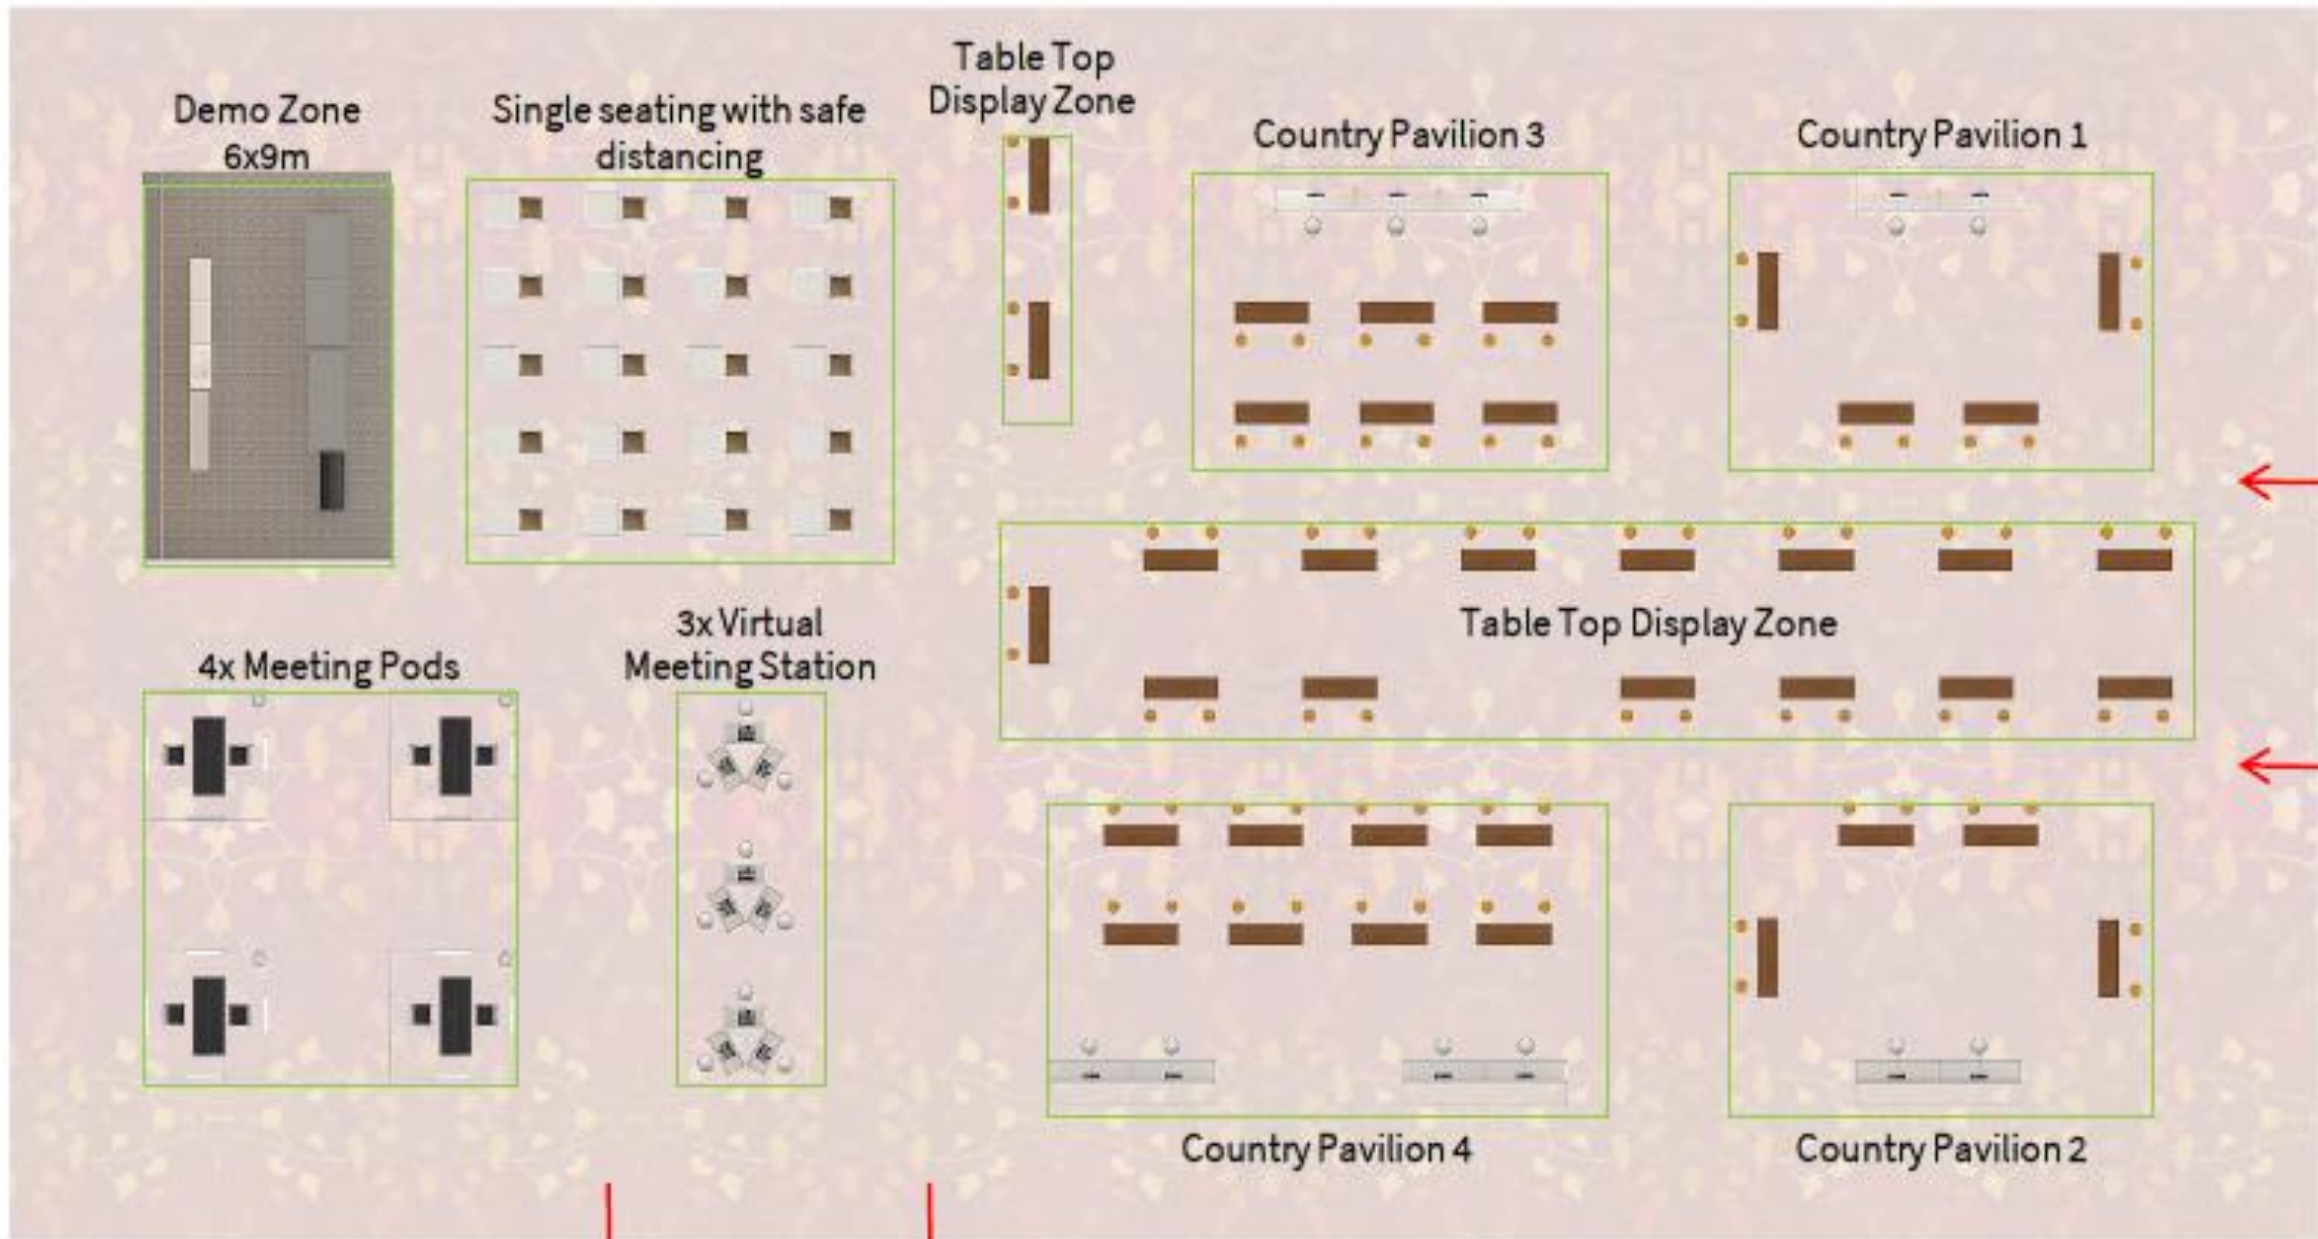 Table Top
Display Zone
Demo Zone
6x9m
Single seating with safe
distancing
Country Pavilion 3
Country Pavilion 1
3x Virtual
Meeting Station
Table Top Display Zone
4x Meeting Pods
Country Pavilion 4
Country Pavilion 2